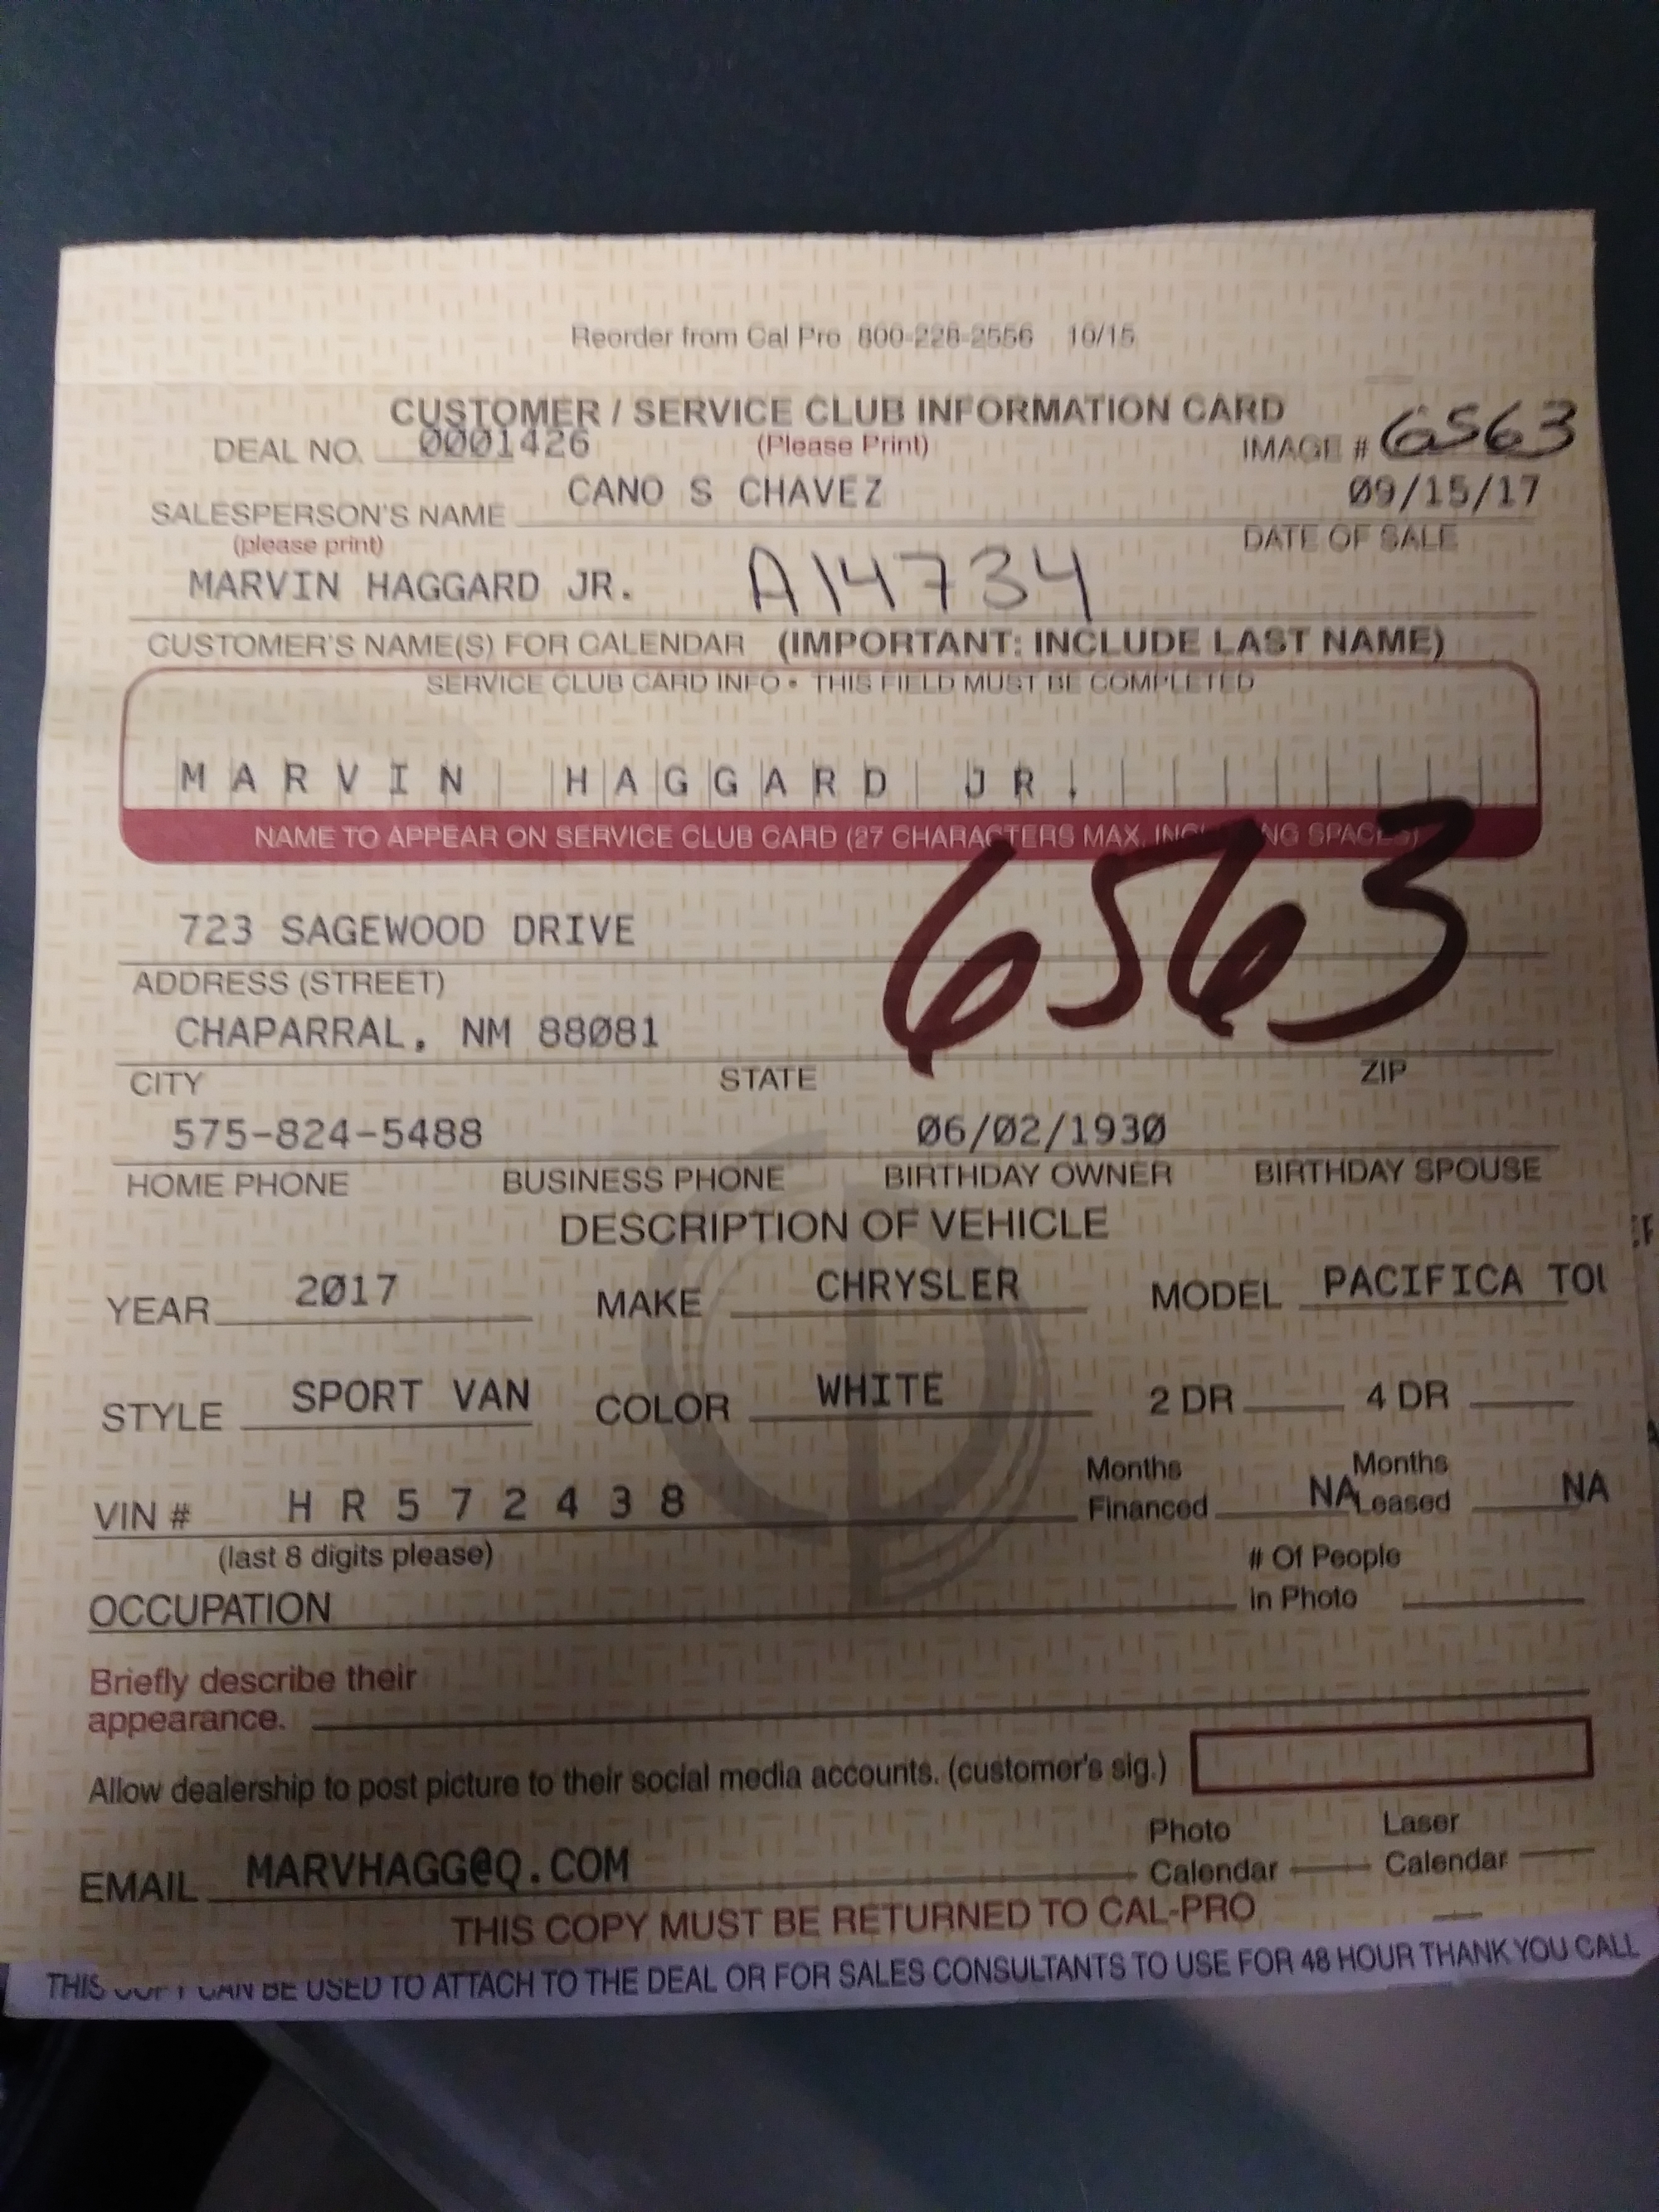 Reorder from Cal Pro 800-228-2556 10/15
CUSTOMER / SERVICE CLUB INFORMATION CARD
DEAL NO. 0001426 (Please Print) IMAGE # 6563
CANO S CHAVEZ 09/15/17
SALESPERSON'S NAME DATE OF SALE
(please print)
MARVIN HAGGARD JR. A14734
CUSTOMER'S NAME(S) FOR CALENDAR (IMPORTANT: INCLUDE LAST NAME)
SERVICE CLUB CARD INFO • THIS FIELD MUST BE COMPLETED
MARVIN HAGGARD JR.
NAME TO APPEAR ON SERVICE CLUB CARD (27 CHARACTERS MAX, INCLUDING SPACES)
6563
723 SAGEWOOD DRIVE
ADDRESS (STREET)
CHAPARRAL, NM 88081
CITY STATE ZIP
575-824-5488 06/02/1930
HOME PHONE BUSINESS PHONE BIRTHDAY OWNER BIRTHDAY SPOUSE
DESCRIPTION OF VEHICLE
YEAR 2017 MAKE CHRYSLER MODEL PACIFICA TOU
STYLE SPORT VAN COLOR WHITE 2 DR 4 DR
VIN # HR572438 Months Financed NA Months Leased NA
(last 8 digits please)
OCCUPATION # Of People in Photo
Briefly describe their
appearance.
Allow dealership to post picture to their social media accounts. (customer's sig.)
EMAIL MARVHAGG@Q.COM Photo Calendar Laser Calendar
THIS COPY MUST BE RETURNED TO CAL-PRO
THIS COPY CAN BE USED TO ATTACH TO THE DEAL OR FOR SALES CONSULTANTS TO USE FOR 48 HOUR THANK YOU CALL